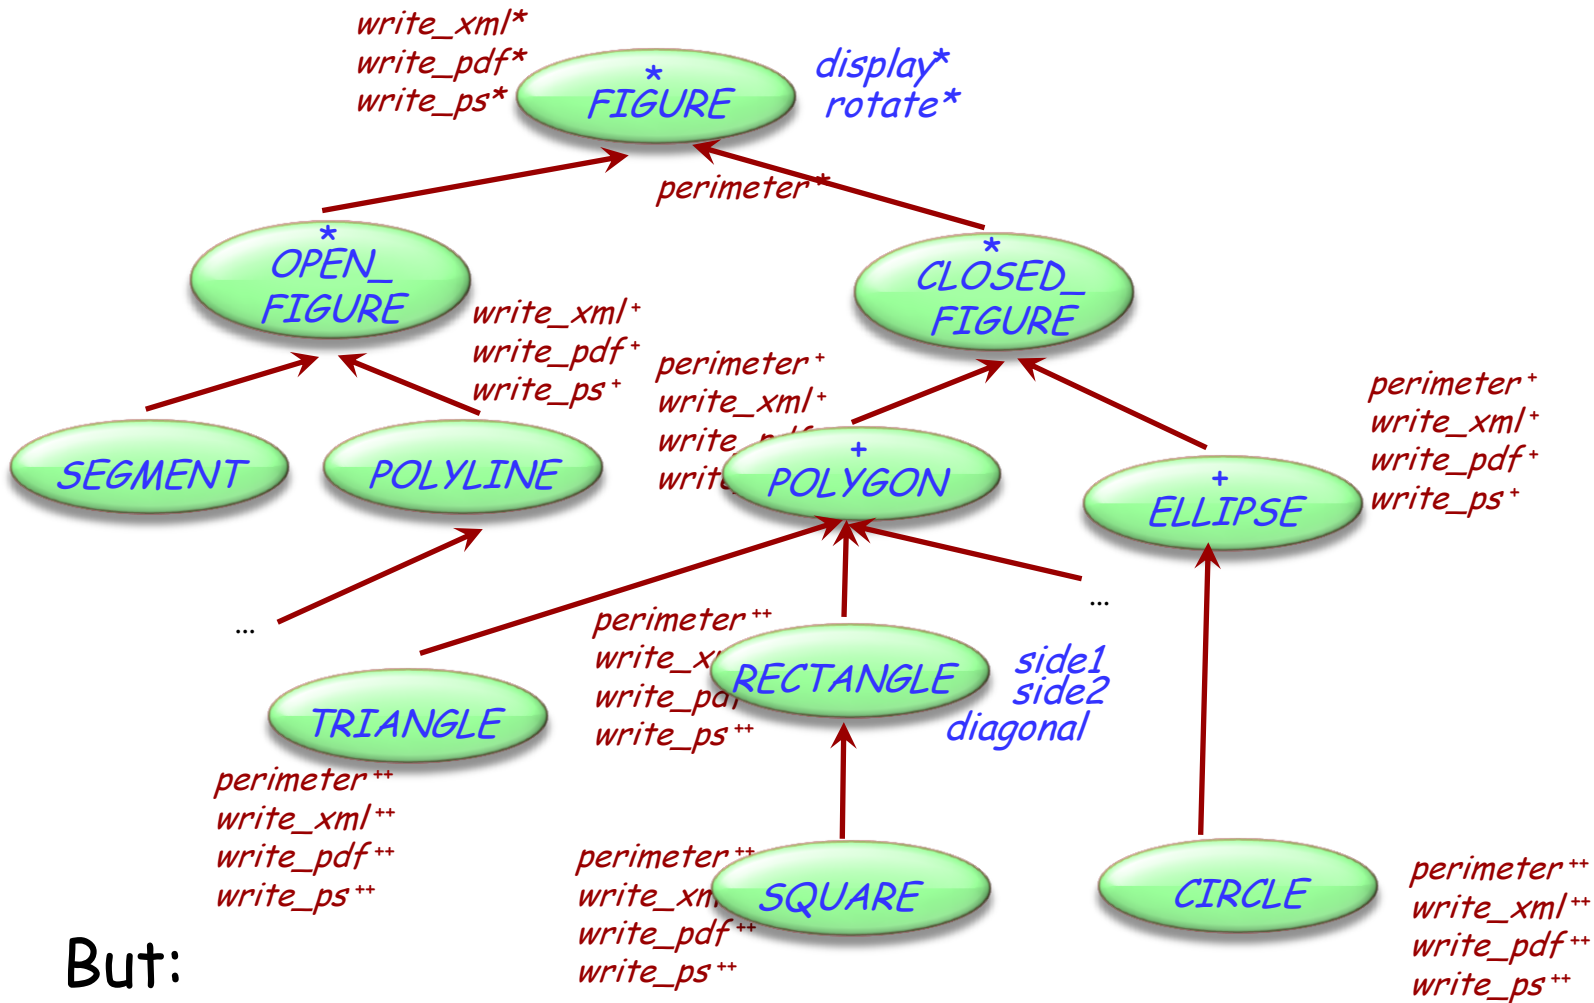 write_xml*
write_pdf*
write_ps*
*
FIGURE
display*
rotate*
perimeter*
*
OPEN_
FIGURE
*
CLOSED_
FIGURE
write_xml+
write_pdf+
write_ps+
perimeter+
write_xml+
perimeter+
write_xml+
write_pdf+
write_ps+
SEGMENT
POLYLINE
+
POLYGON
+
ELLIPSE
...
...
perimeter++
write_ps++
RECTANGLE
side1
side2
diagonal
TRIANGLE
perimeter++
write_xml++
write_pdf++
write_ps++
perimeter++
write_pdf++
write_ps++
SQUARE
CIRCLE
perimeter++
write_xml++
write_pdf++
write_ps++
But: